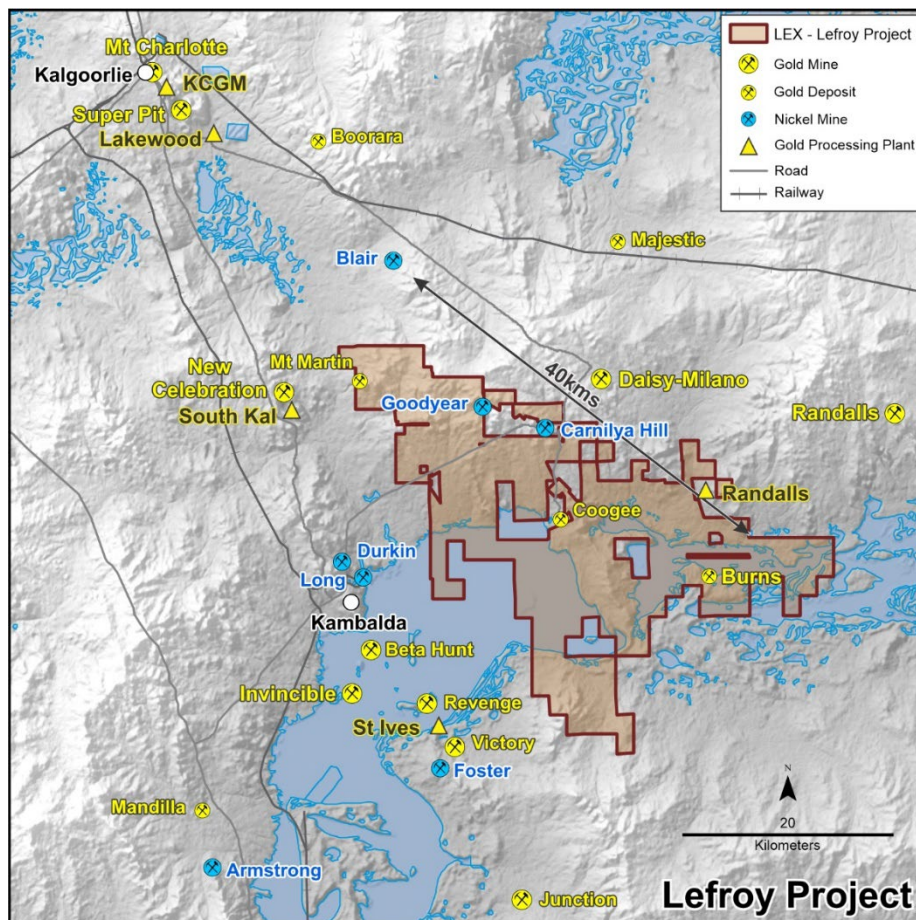 Mt Charlotte
Kalgoorlie
KCGM
Super Pit
Lakewood
Boorara
LEX - Lefroy Project
Gold Mine
Gold Deposit
Nickel Mine
Gold Processing Plant
Road
Railway
Majestic
Blair
40kms
Mt Martin
New
Celebration
South Kal
Goodyear
Carnilya Hill
Daisy-Milano
Randalls
Randalls
Coogee
Burns
Durkin
Long
Kambalda
Beta Hunt
Invincible
Revenge
St Ives
Victory
Foster
Mandilla
Armstrong
Junction
N
20
Kilometers
Lefroy Project